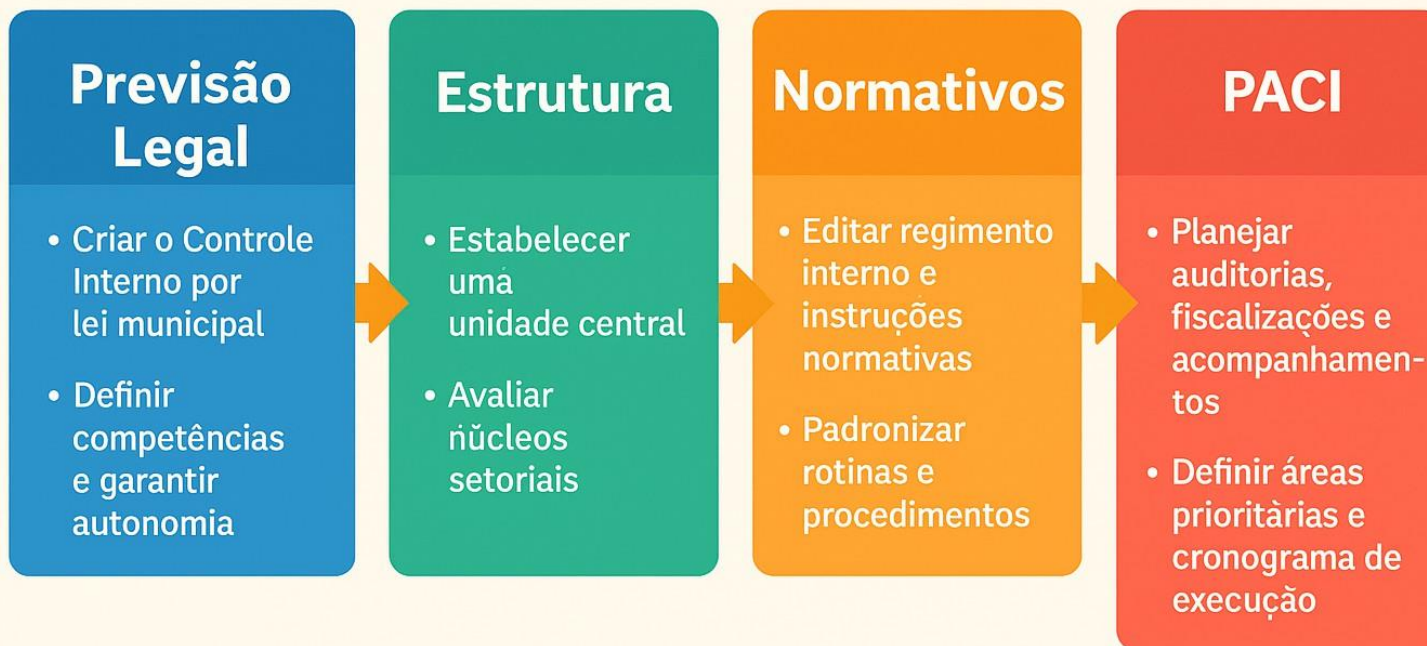 Previsão
Legal
• Criar o Controle
Interno por
lei municipal
• Definir
competências
e garantir
autonomia
Estrutura
• Estabelecer
umà
unidade central
• Avaliar
núcleos
setoriais
Normativos
• Editar regimento
interno e
instruções
normativas
• Padronizar
rotinas e
procedimentos
PACI
• Planejar
auditorias,
fiscalizações e
acompanhamen-
tos
• Definir áreas
prioritàrias e
cronograma de
execução